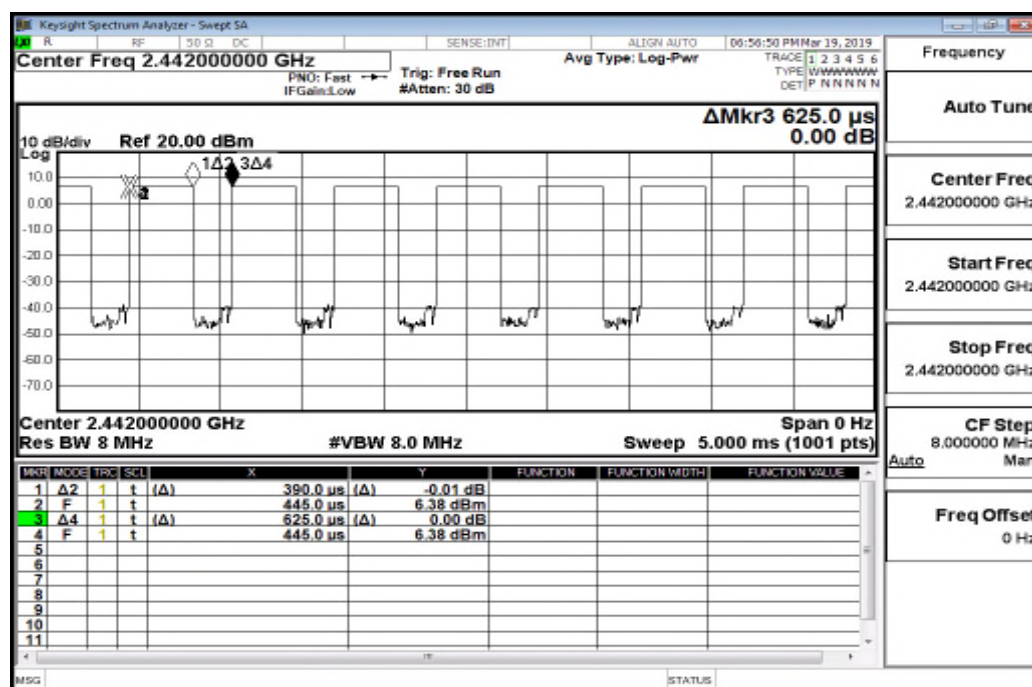 Keysight Spectrum Analyzer - Swept SA
R RF 50 Ω DC SENSE:INT ALIGN AUTO 06:56:50 PM Mar 19, 2019
Center Freq 2.442000000 GHz
PNO: Fast
IFGain:Low
Trig: Free Run
#Atten: 30 dB
Avg Type: Log-Pwr
TRACE 1 2 3 4 5 6
TYPE WWWWWW
DET P N N N N N
ΔMkr3 625.0 µs
0.00 dB
10 dB/div Ref 20.00 dBm
Log
1Δ2 3Δ4
10.0
0.00
-10.0
-20.0
-30.0
-40.0
-50.0
-60.0
-70.0
Center 2.442000000 GHz Span 0 Hz
Res BW 8 MHz #VBW 8.0 MHz Sweep 5.000 ms (1001 pts)
MKR MODE TRC SCL X Y FUNCTION FUNCTION WIDTH FUNCTION VALUE
1 Δ2 1 t (Δ) 390.0 µs (Δ) -0.01 dB
2 F 1 t 445.0 µs 6.38 dBm
3 Δ4 1 t (Δ) 625.0 µs (Δ) 0.00 dB
4 F 1 t 445.0 µs 6.38 dBm
5
6
7
8
9
10
11
MSG STATUS
Frequency
Auto Tune
Center Freq
2.442000000 GHz
Start Freq
2.442000000 GHz
Stop Freq
2.442000000 GHz
CF Step
8.000000 MHz
Auto Man
Freq Offset
0 Hz